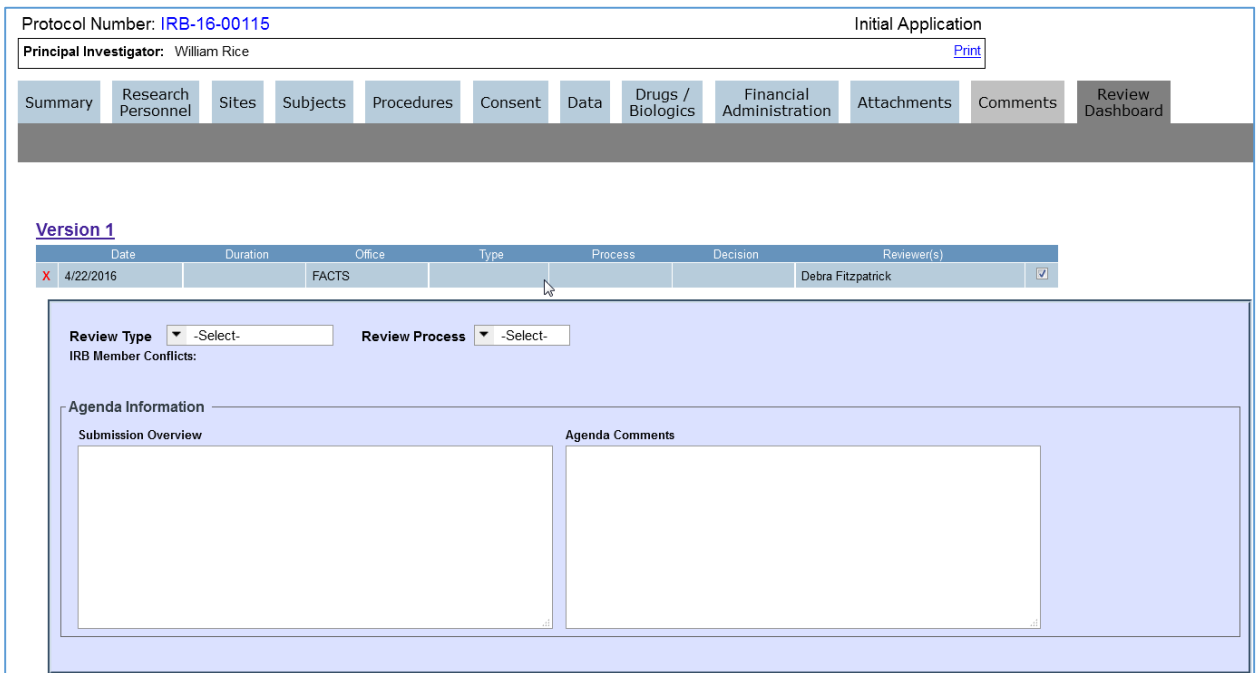 Protocol Number: IRB-16-00115 Initial Application
Principal Investigator: William Rice Print
Summary Research Personnel Sites Subjects Procedures Consent Data Drugs / Biologics Financial Administration Attachments Comments Review Dashboard
Version 1
Date Duration Office Type Process Decision Reviewer(s)
X 4/22/2016 FACTS Debra Fitzpatrick
Review Type -Select- Review Process -Select-
IRB Member Conflicts:
Agenda Information
Submission Overview Agenda Comments